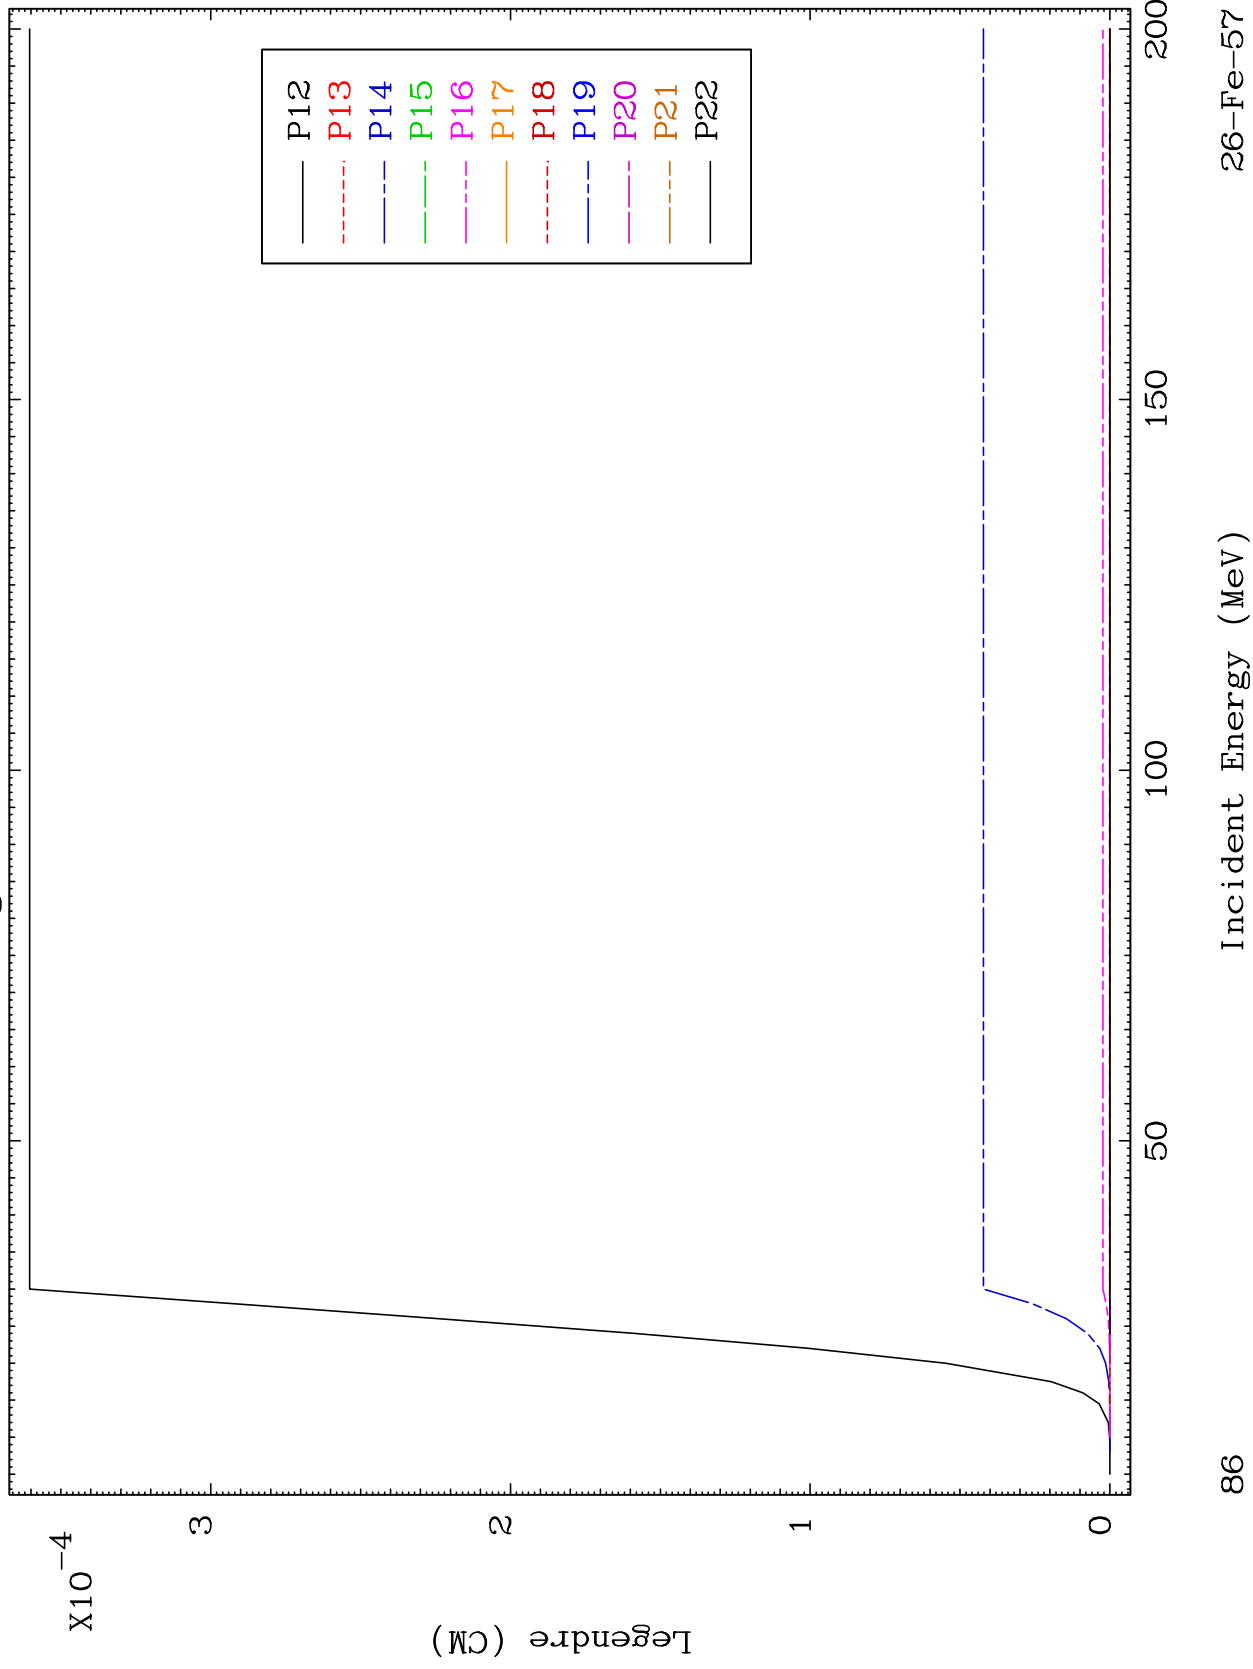 X10-4
3
2
1
0
Legendre (CM)
P12
P13
P14
P15
P16
P17
P18
P19
P20
P21
P22
50
100
150
200
Incident Energy (MeV)
86
26-Fe-57